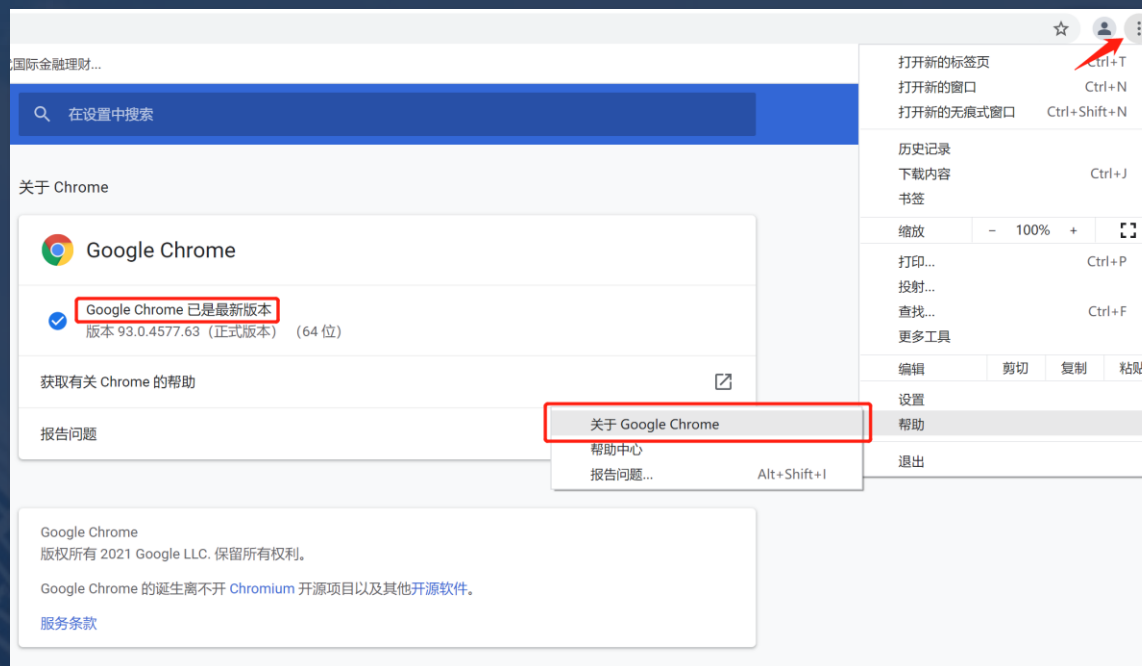 国际金融理财...
在设置中搜索
关于 Chrome
Google Chrome
Google Chrome 已是最新版本
版本 93.0.4577.63（正式版本） （64 位）
获取有关 Chrome 的帮助
报告问题
Google Chrome
版权所有 2021 Google LLC. 保留所有权利。
Google Chrome 的诞生离不开 Chromium 开源项目以及其他开源软件。
服务条款
关于 Google Chrome
帮助中心
报告问题... Alt+Shift+I
打开新的标签页 Ctrl+T
打开新的窗口 Ctrl+N
打开新的无痕式窗口 Ctrl+Shift+N
历史记录
下载内容 Ctrl+J
书签
缩放 - 100% +
打印... Ctrl+P
投射...
查找... Ctrl+F
更多工具
编辑 剪切 复制 粘贴
设置
帮助
退出